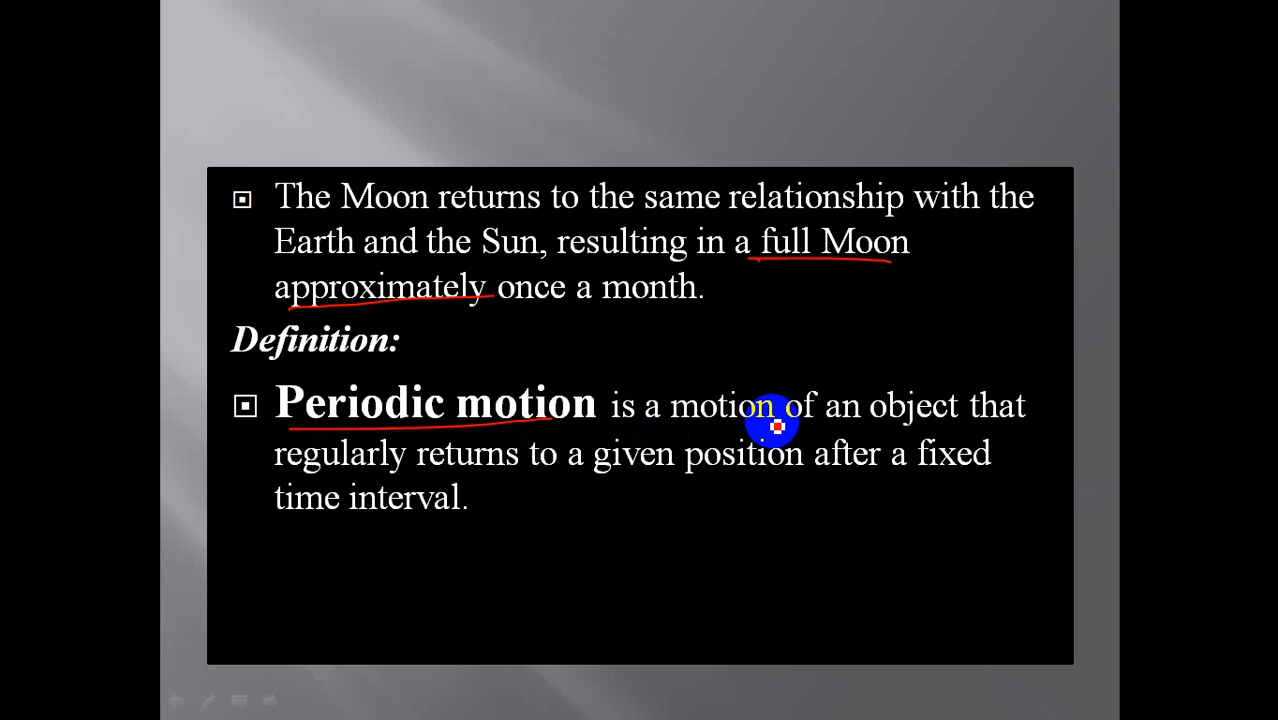 The Moon returns to the same relationship with the
Earth and the Sun, resulting in a full Moon
approximately once a month.
Definition:
Periodic motion is a motion of an object that
regularly returns to a given position after a fixed
time interval.